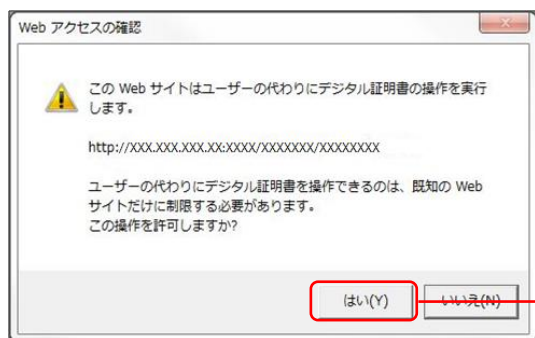 Web アクセスの確認
この Web サイトはユーザーの代わりにデジタル証明書の操作を実行
します。
http://XXX.XXX.XXX.XX:XXXX/XXXXXXX/XXXXXXXX
ユーザーの代わりにデジタル証明書を操作できるのは、既知の Web
サイトだけに制限する必要があります。
この操作を許可しますか?
はい(Y)
いいえ(N)